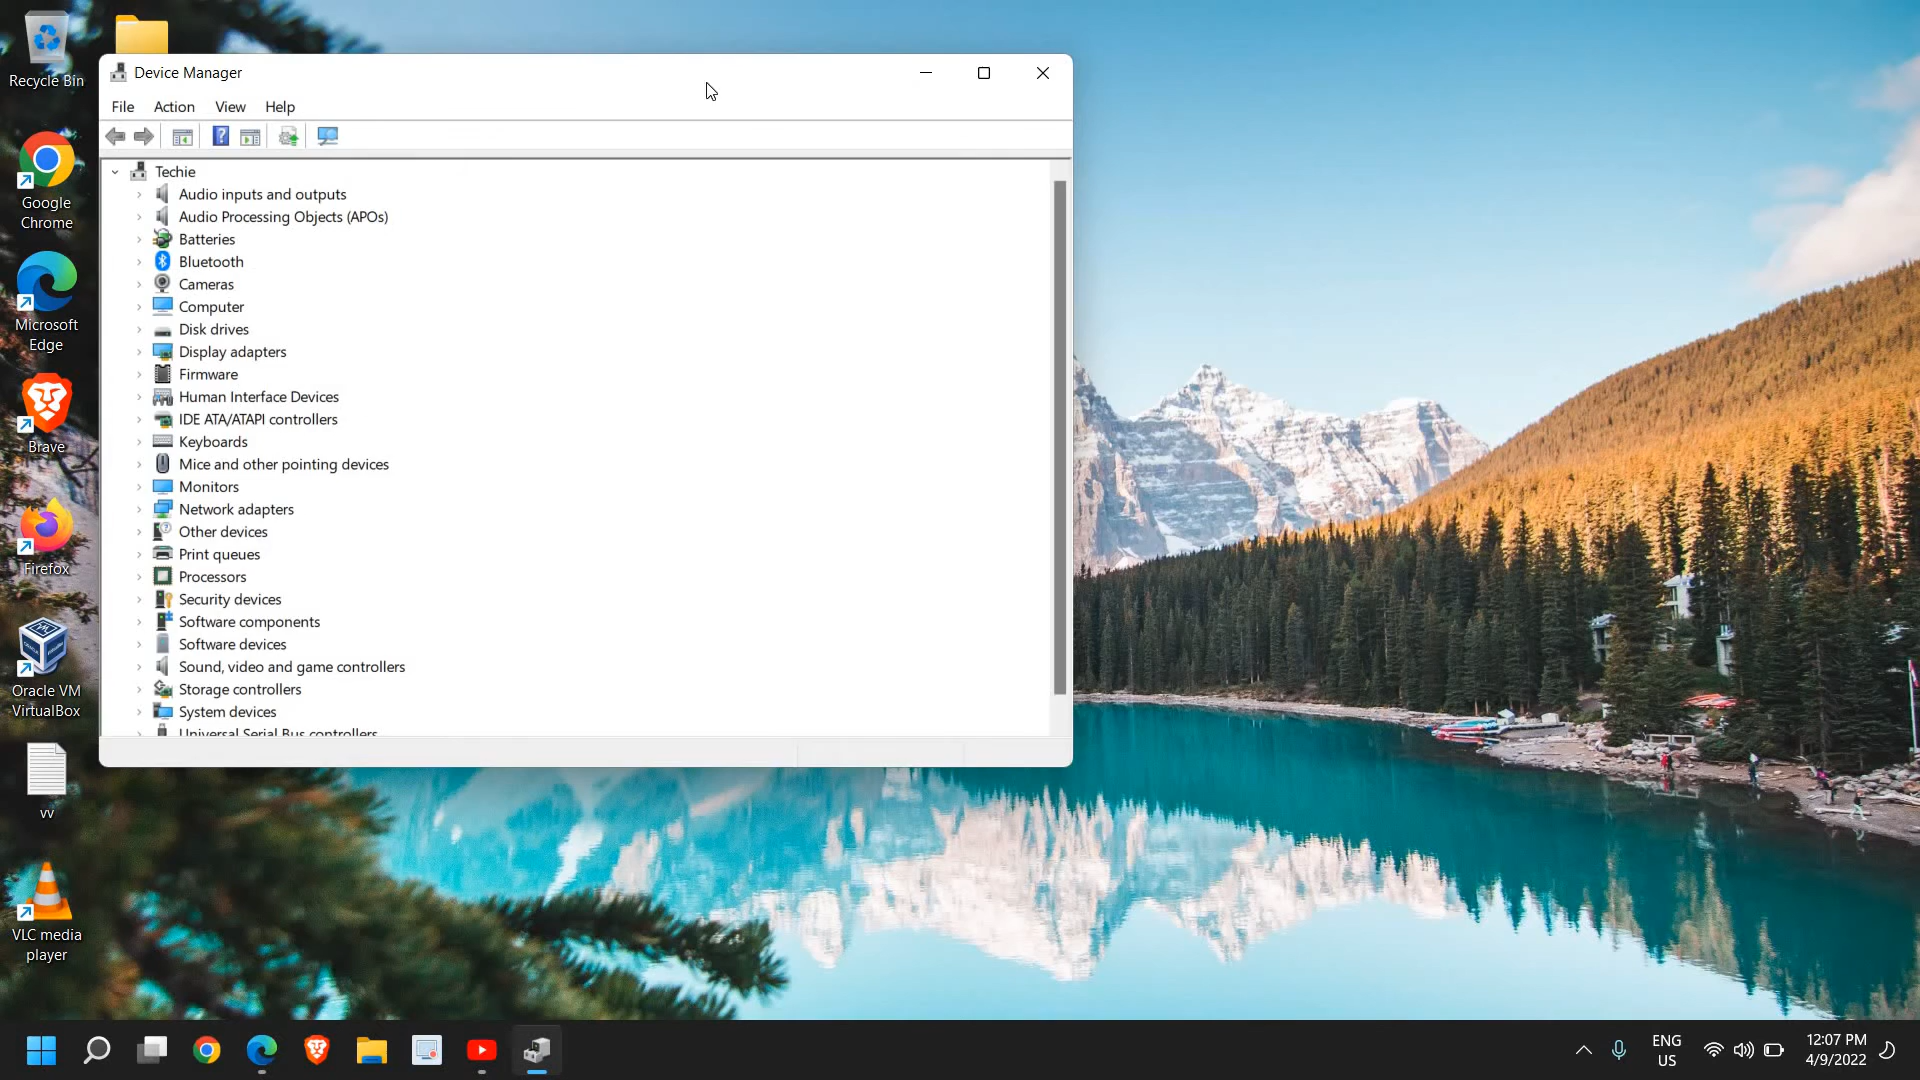 Recycle Bin
Google
Chrome
Microsoft
Edge
Brave
Firefox
Oracle VM
VirtualBox
vv
VLC media
player
Device Manager
File Action View Help
Techie
Audio inputs and outputs
Audio Processing Objects (APOs)
Batteries
Bluetooth
Cameras
Computer
Disk drives
Display adapters
Firmware
Human Interface Devices
IDE ATA/ATAPI controllers
Keyboards
Mice and other pointing devices
Monitors
Network adapters
Other devices
Print queues
Processors
Security devices
Software components
Software devices
Sound, video and game controllers
Storage controllers
System devices
Universal Serial Bus controllers
ENG
US
12:07 PM
4/9/2022